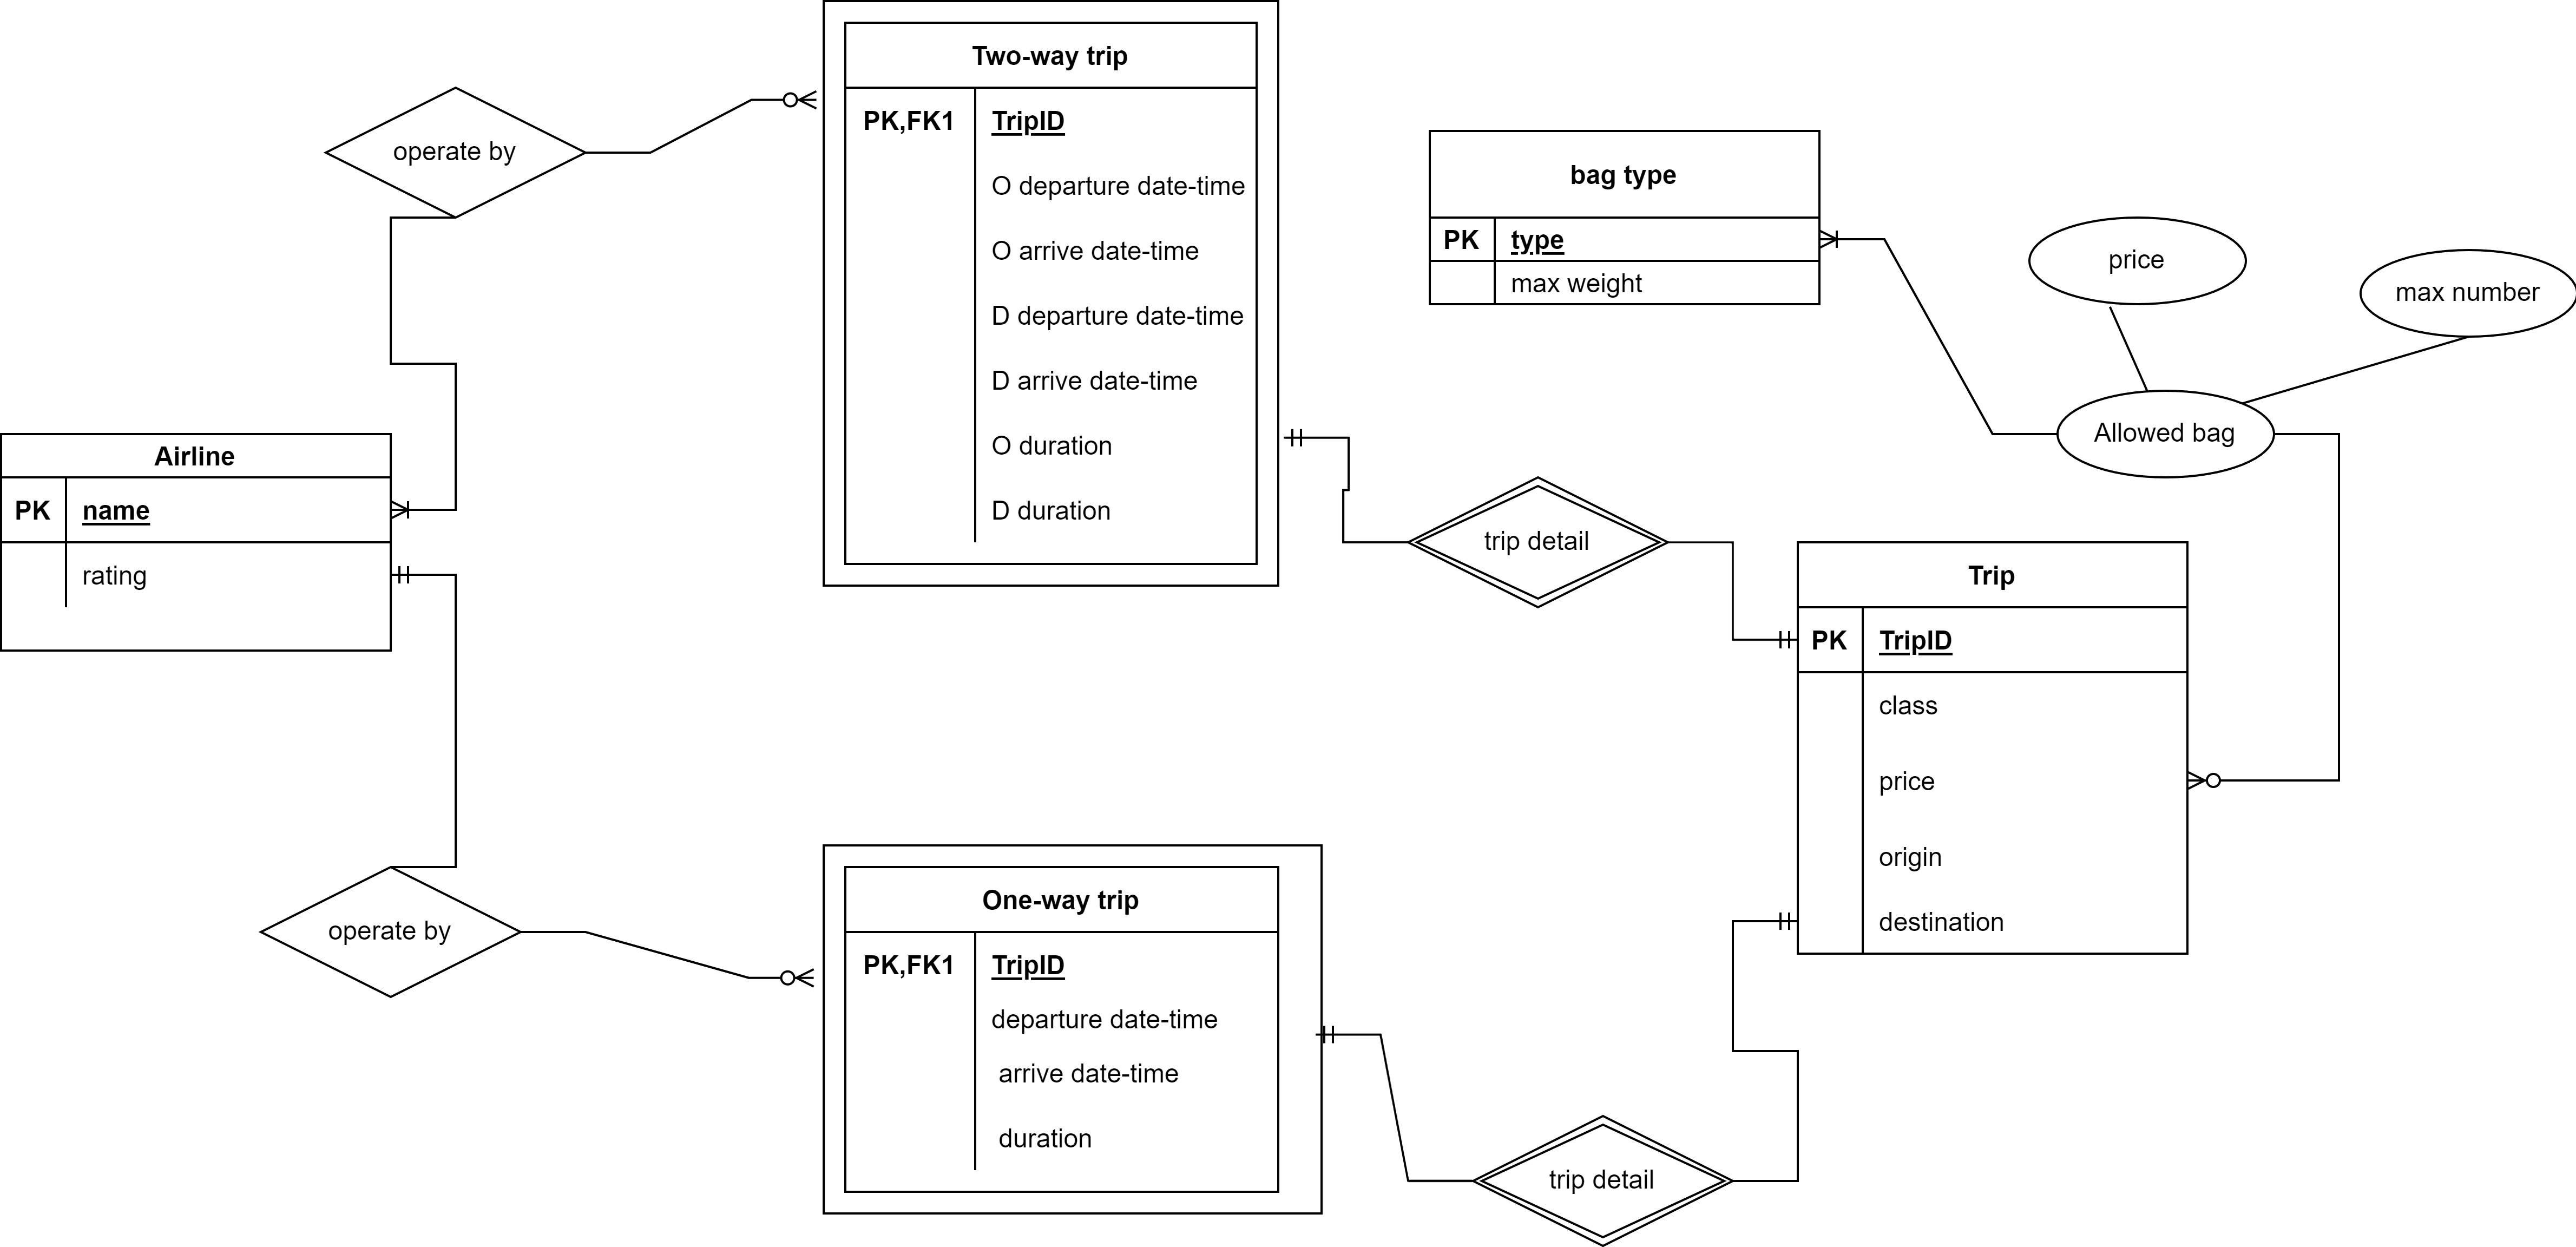 Two-way trip
PK,FK1 TripID
O departure date-time
O arrive date-time
D departure date-time
D arrive date-time
O duration
D duration
operate by
bag type
PK type
max weight
price
max number
Allowed bag
Airline
PK name
rating
trip detail
Trip
PK TripID
class
price
origin
destination
operate by
One-way trip
PK,FK1 TripID
departure date-time
arrive date-time
duration
trip detail